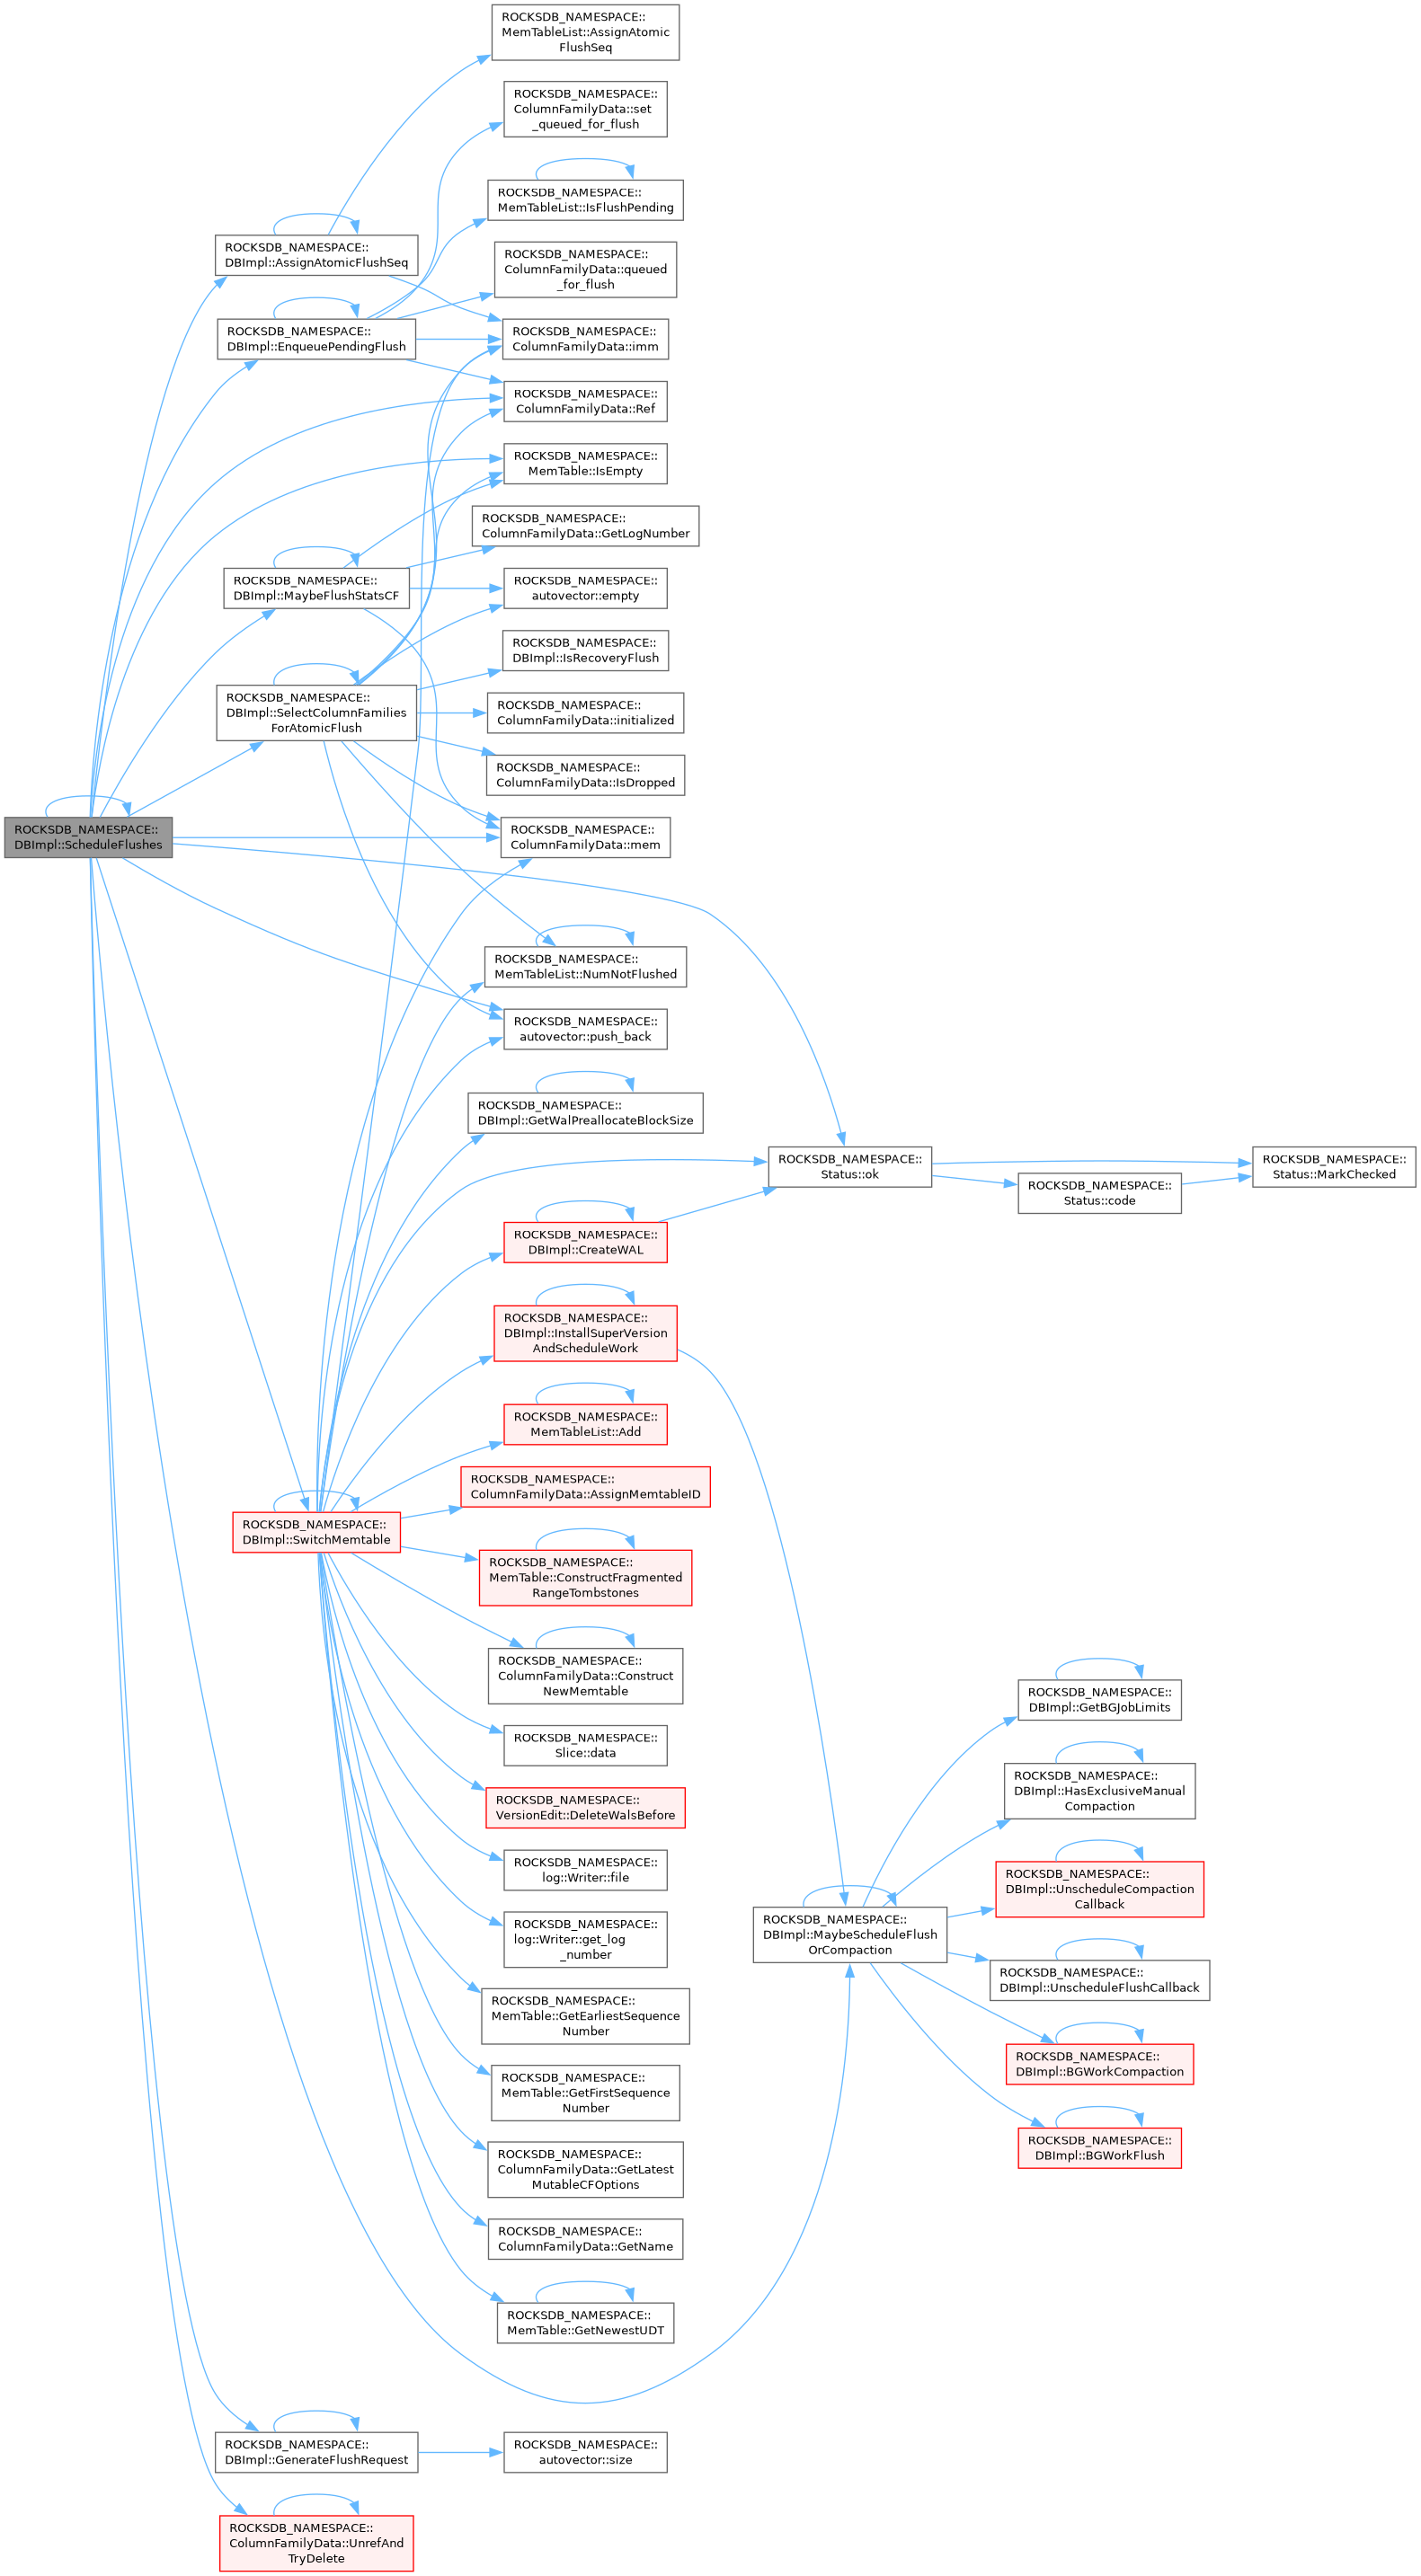 ROCKSDB_NAMESPACE::
MemTableList::AssignAtomic
FlushSeq
ROCKSDB_NAMESPACE::
ColumnFamilyData::set
_queued_for_flush
ROCKSDB_NAMESPACE::
MemTableList::IsFlushPending
ROCKSDB_NAMESPACE::
DBImpl::AssignAtomicFlushSeq
ROCKSDB_NAMESPACE::
ColumnFamilyData::queued
_for_flush
ROCKSDB_NAMESPACE::
DBImpl::EnqueuePendingFlush
ROCKSDB_NAMESPACE::
ColumnFamilyData::imm
ROCKSDB_NAMESPACE::
ColumnFamilyData::Ref
ROCKSDB_NAMESPACE::
MemTable::IsEmpty
ROCKSDB_NAMESPACE::
ColumnFamilyData::GetLogNumber
ROCKSDB_NAMESPACE::
DBImpl::MaybeFlushStatsCF
ROCKSDB_NAMESPACE::
autovector::empty
ROCKSDB_NAMESPACE::
DBImpl::IsRecoveryFlush
ROCKSDB_NAMESPACE::
DBImpl::SelectColumnFamilies
ForAtomicFlush
ROCKSDB_NAMESPACE::
ColumnFamilyData::initialized
ROCKSDB_NAMESPACE::
ColumnFamilyData::IsDropped
ROCKSDB_NAMESPACE::
DBImpl::ScheduleFlushes
ROCKSDB_NAMESPACE::
ColumnFamilyData::mem
ROCKSDB_NAMESPACE::
MemTableList::NumNotFlushed
ROCKSDB_NAMESPACE::
autovector::push_back
ROCKSDB_NAMESPACE::
DBImpl::GetWalPreallocateBlockSize
ROCKSDB_NAMESPACE::
Status::ok
ROCKSDB_NAMESPACE::
Status::code
ROCKSDB_NAMESPACE::
Status::MarkChecked
ROCKSDB_NAMESPACE::
DBImpl::CreateWAL
ROCKSDB_NAMESPACE::
DBImpl::InstallSuperVersion
AndScheduleWork
ROCKSDB_NAMESPACE::
MemTableList::Add
ROCKSDB_NAMESPACE::
ColumnFamilyData::AssignMemtableID
ROCKSDB_NAMESPACE::
DBImpl::SwitchMemtable
ROCKSDB_NAMESPACE::
MemTable::ConstructFragmented
RangeTombstones
ROCKSDB_NAMESPACE::
ColumnFamilyData::Construct
NewMemtable
ROCKSDB_NAMESPACE::
Slice::data
ROCKSDB_NAMESPACE::
VersionEdit::DeleteWalsBefore
ROCKSDB_NAMESPACE::
log::Writer::file
ROCKSDB_NAMESPACE::
log::Writer::get_log
_number
ROCKSDB_NAMESPACE::
MemTable::GetEarliestSequence
Number
ROCKSDB_NAMESPACE::
MemTable::GetFirstSequence
Number
ROCKSDB_NAMESPACE::
ColumnFamilyData::GetLatest
MutableCFOptions
ROCKSDB_NAMESPACE::
ColumnFamilyData::GetName
ROCKSDB_NAMESPACE::
MemTable::GetNewestUDT
ROCKSDB_NAMESPACE::
DBImpl::MaybeScheduleFlush
OrCompaction
ROCKSDB_NAMESPACE::
DBImpl::GetBGJobLimits
ROCKSDB_NAMESPACE::
DBImpl::HasExclusiveManual
Compaction
ROCKSDB_NAMESPACE::
DBImpl::UnscheduleCompaction
Callback
ROCKSDB_NAMESPACE::
DBImpl::UnscheduleFlushCallback
ROCKSDB_NAMESPACE::
DBImpl::BGWorkCompaction
ROCKSDB_NAMESPACE::
DBImpl::BGWorkFlush
ROCKSDB_NAMESPACE::
DBImpl::GenerateFlushRequest
ROCKSDB_NAMESPACE::
autovector::size
ROCKSDB_NAMESPACE::
ColumnFamilyData::UnrefAnd
TryDelete